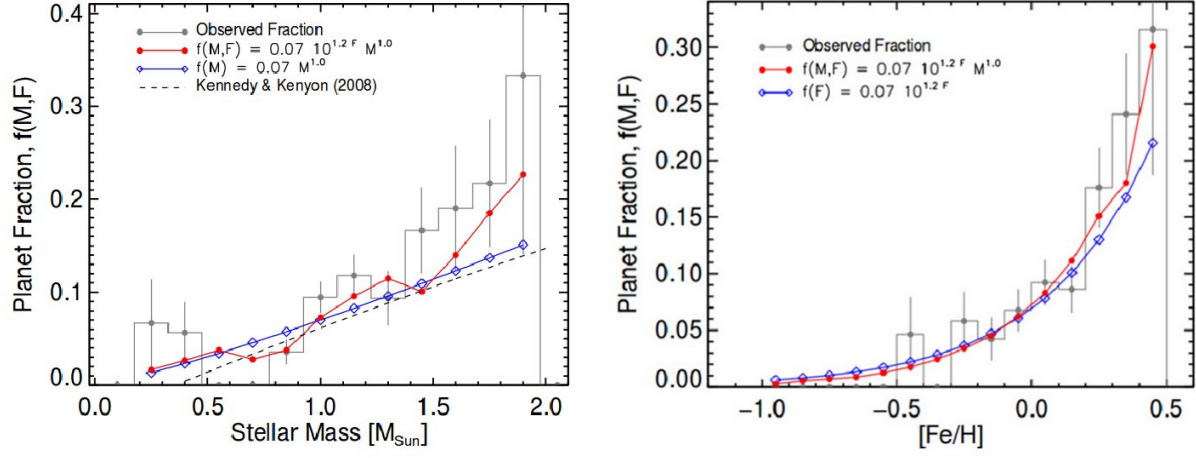 0.4
0.3
0.2
0.1
0.0
Planet Fraction, f(M,F)
Observed Fraction
f(M,F) = 0.07 10^1.2 F M^1.0
f(M) = 0.07 M^1.0
Kennedy & Kenyon (2008)
0.0 0.5 1.0 1.5 2.0
Stellar Mass [M_Sun]
0.30
0.25
0.20
0.15
0.10
0.05
0.00
Planet Fraction, f(M,F)
Observed Fraction
f(M,F) = 0.07 10^1.2 F M^1.0
f(F) = 0.07 10^1.2 F
−1.0 −0.5 0.0 0.5
[Fe/H]